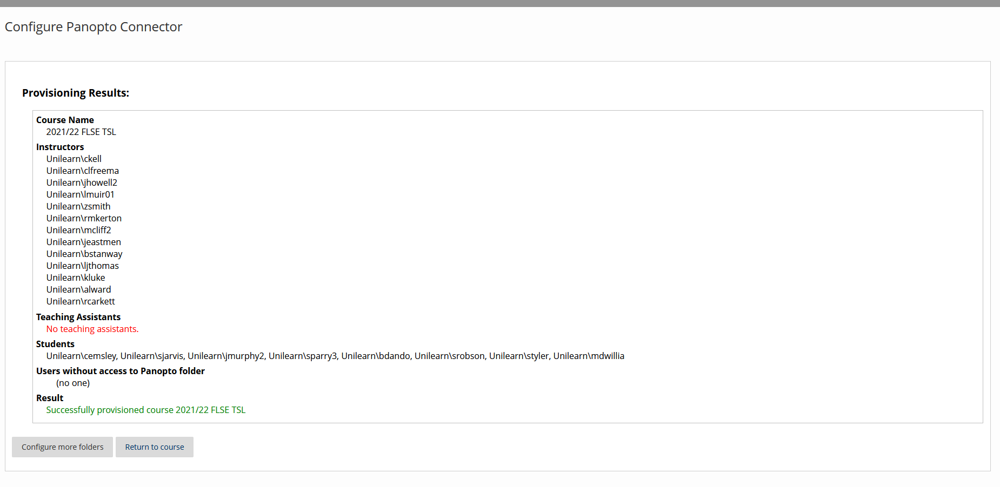 Configure Panopto Connector
Provisioning Results:
Course Name
2021/22 FLSE TSL
Instructors
Unilearn\ckell
Unilearn\clfreema
Unilearn\jhowell2
Unilearn\lmuir01
Unilearn\zsmith
Unilearn\rmkerton
Unilearn\mcliff2
Unilearn\jeastmen
Unilearn\bstanway
Unilearn\ljthomas
Unilearn\kluke
Unilearn\alward
Unilearn\rcarkett
Teaching Assistants
No teaching assistants.
Students
Unilearn\cemsley, Unilearn\sjarvis, Unilearn\jmurphy2, Unilearn\sparry3, Unilearn\bdando, Unilearn\srobson, Unilearn\styler, Unilearn\mdwillia
Users without access to Panopto folder
(no one)
Result
Successfully provisioned course 2021/22 FLSE TSL
Configure more folders Return to course